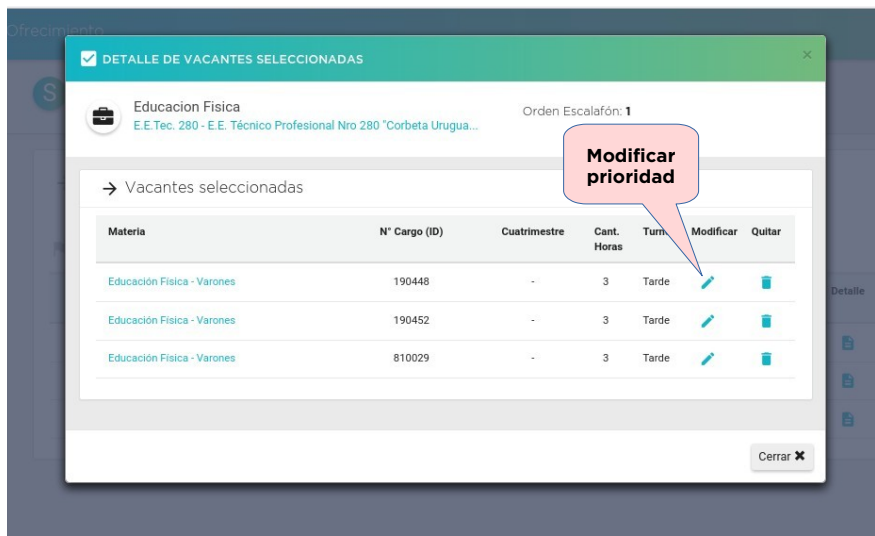 Ofrecimiento
DETALLE DE VACANTES SELECCIONADAS
×
S
Educacion Fisica
Orden Escalafón: 1
E.E.Tec. 280 - E.E. Técnico Profesional Nro 280 "Corbeta Urugua...
Modificar
prioridad
→ Vacantes seleccionadas
Materia N° Cargo (ID) Cuatrimestre Cant. Horas Modificar Quitar
Educación Física - Varones 190448 - 3 Tarde
Educación Física - Varones 190452 - 3 Tarde
Educación Física - Varones 810029 - 3 Tarde
Detalle
Cerrar ✖